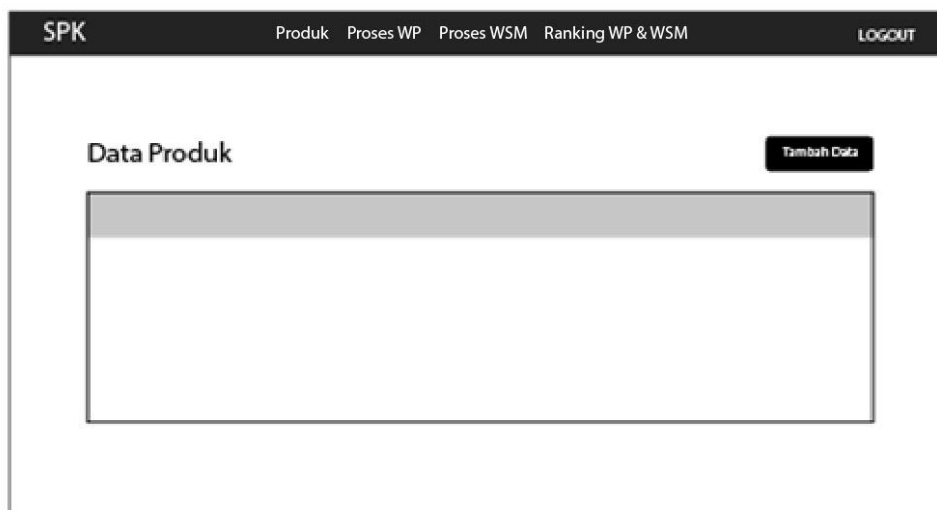 SPK Produk Proses WP Proses WSM Ranking WP & WSM LOGOUT
Data Produk Tambah Data